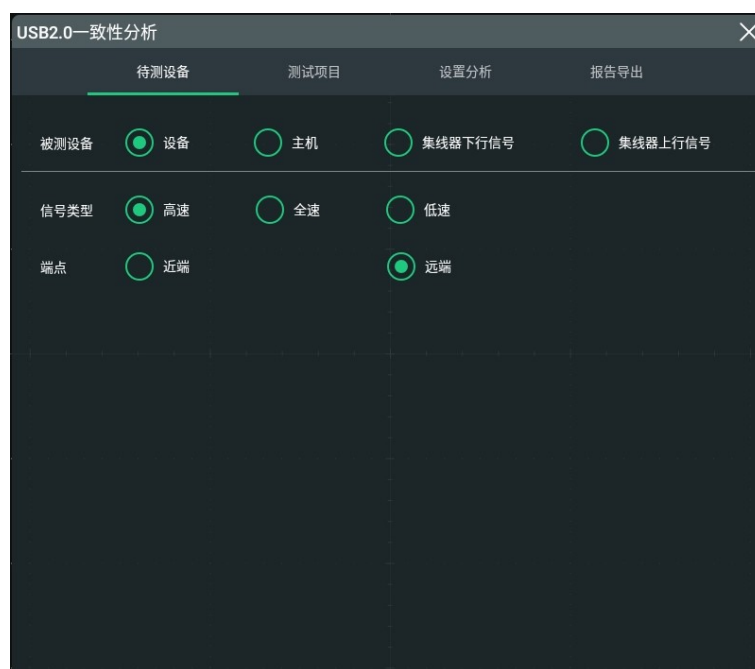 USB2.0一致性分析
待测设备 测试项目 设置分析 报告导出
被测设备 设备 主机 集线器下行信号 集线器上行信号
信号类型 高速 全速 低速
端点 近端 远端